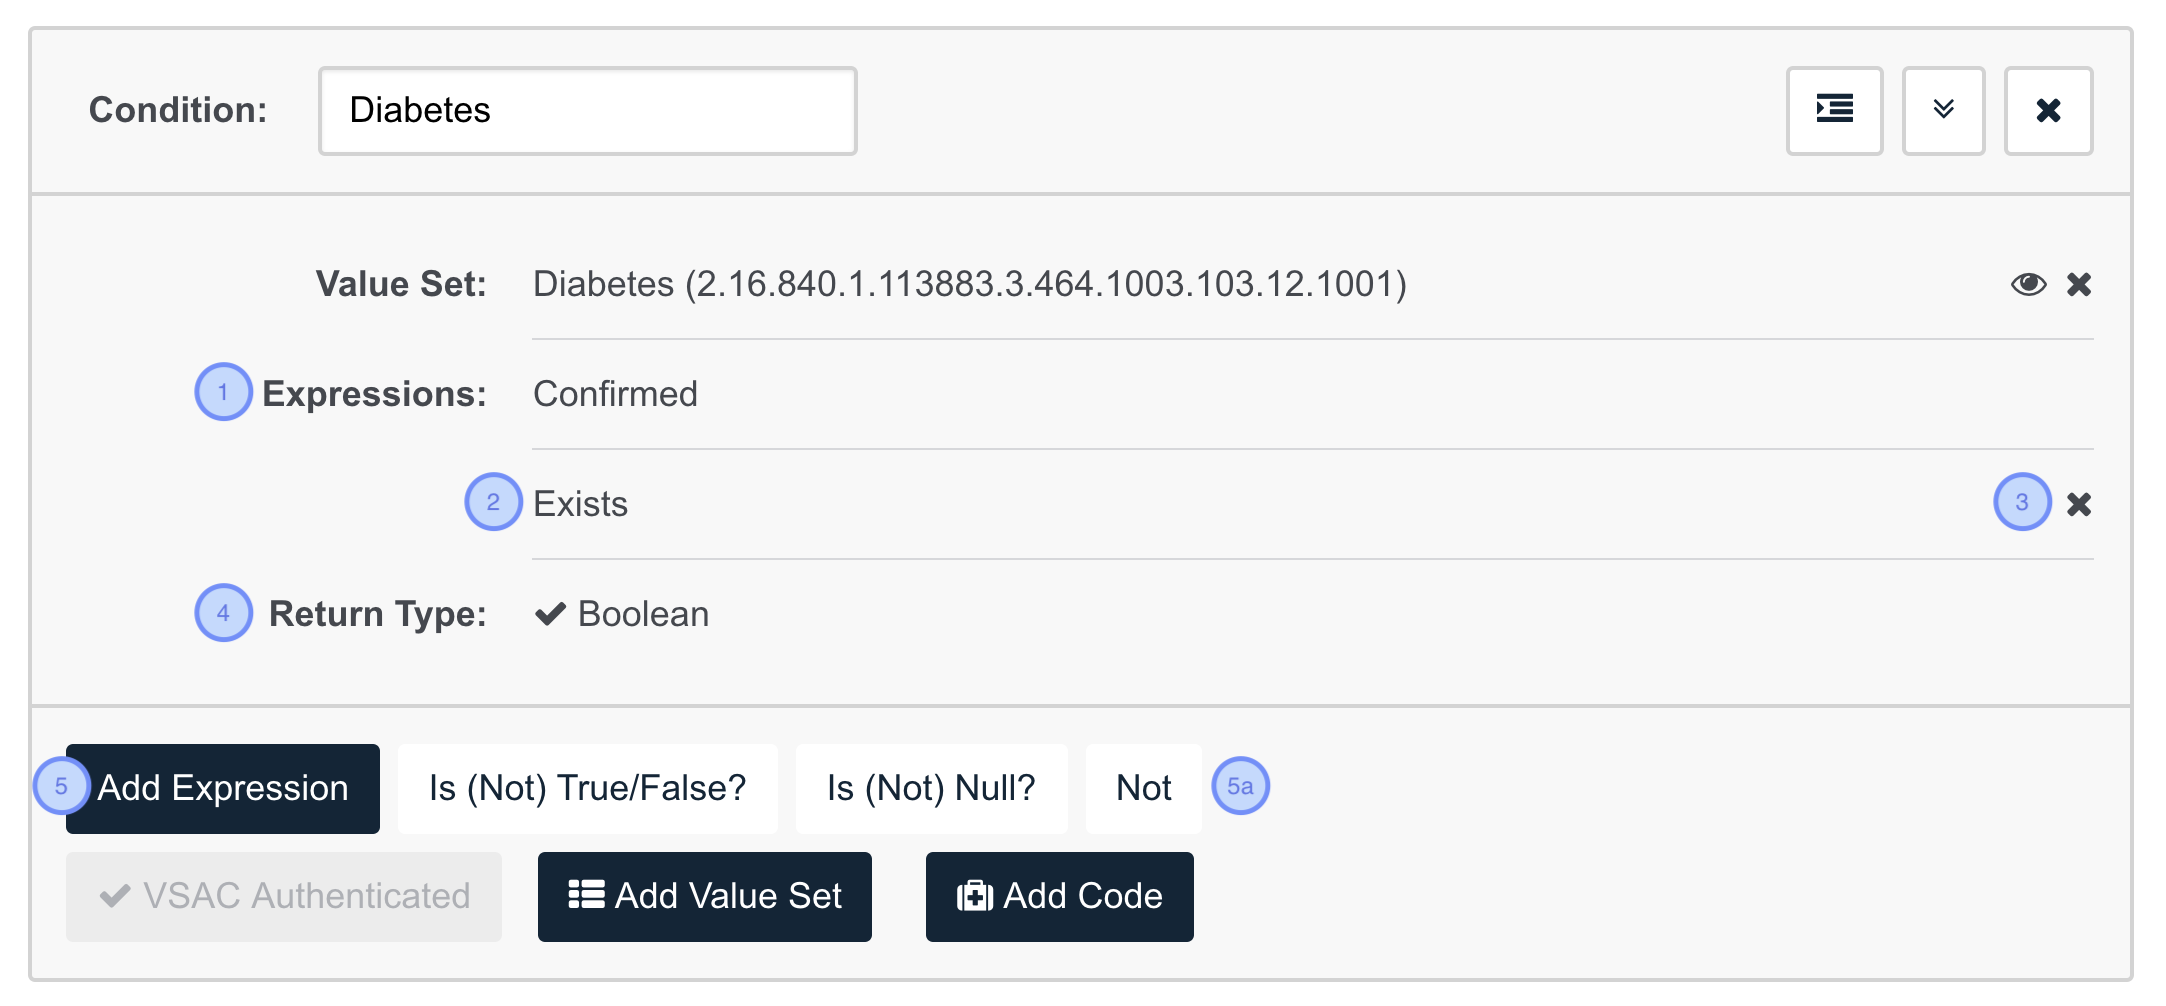 Condition: Diabetes
Value Set: Diabetes (2.16.840.1.113883.3.464.1003.103.12.1001)
1 Expressions: Confirmed
2 Exists 3
4 Return Type: Boolean
5 Add Expression Is (Not) True/False? Is (Not) Null? Not 5a
VSAC Authenticated Add Value Set Add Code